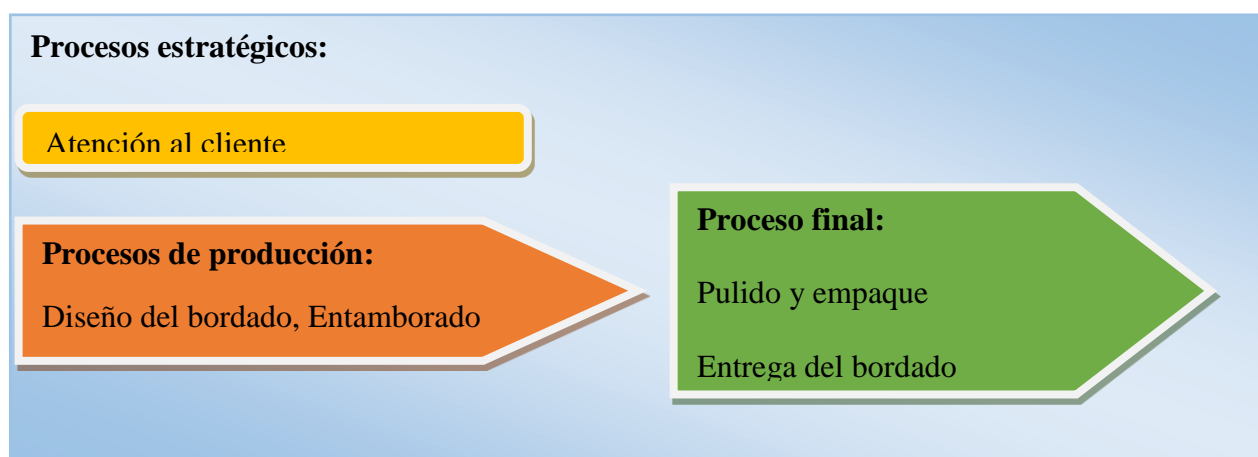 Procesos estratégicos:
Atención al cliente
Procesos de producción:
Diseño del bordado, Entamborado
Proceso final:
Pulido y empaque
Entrega del bordado